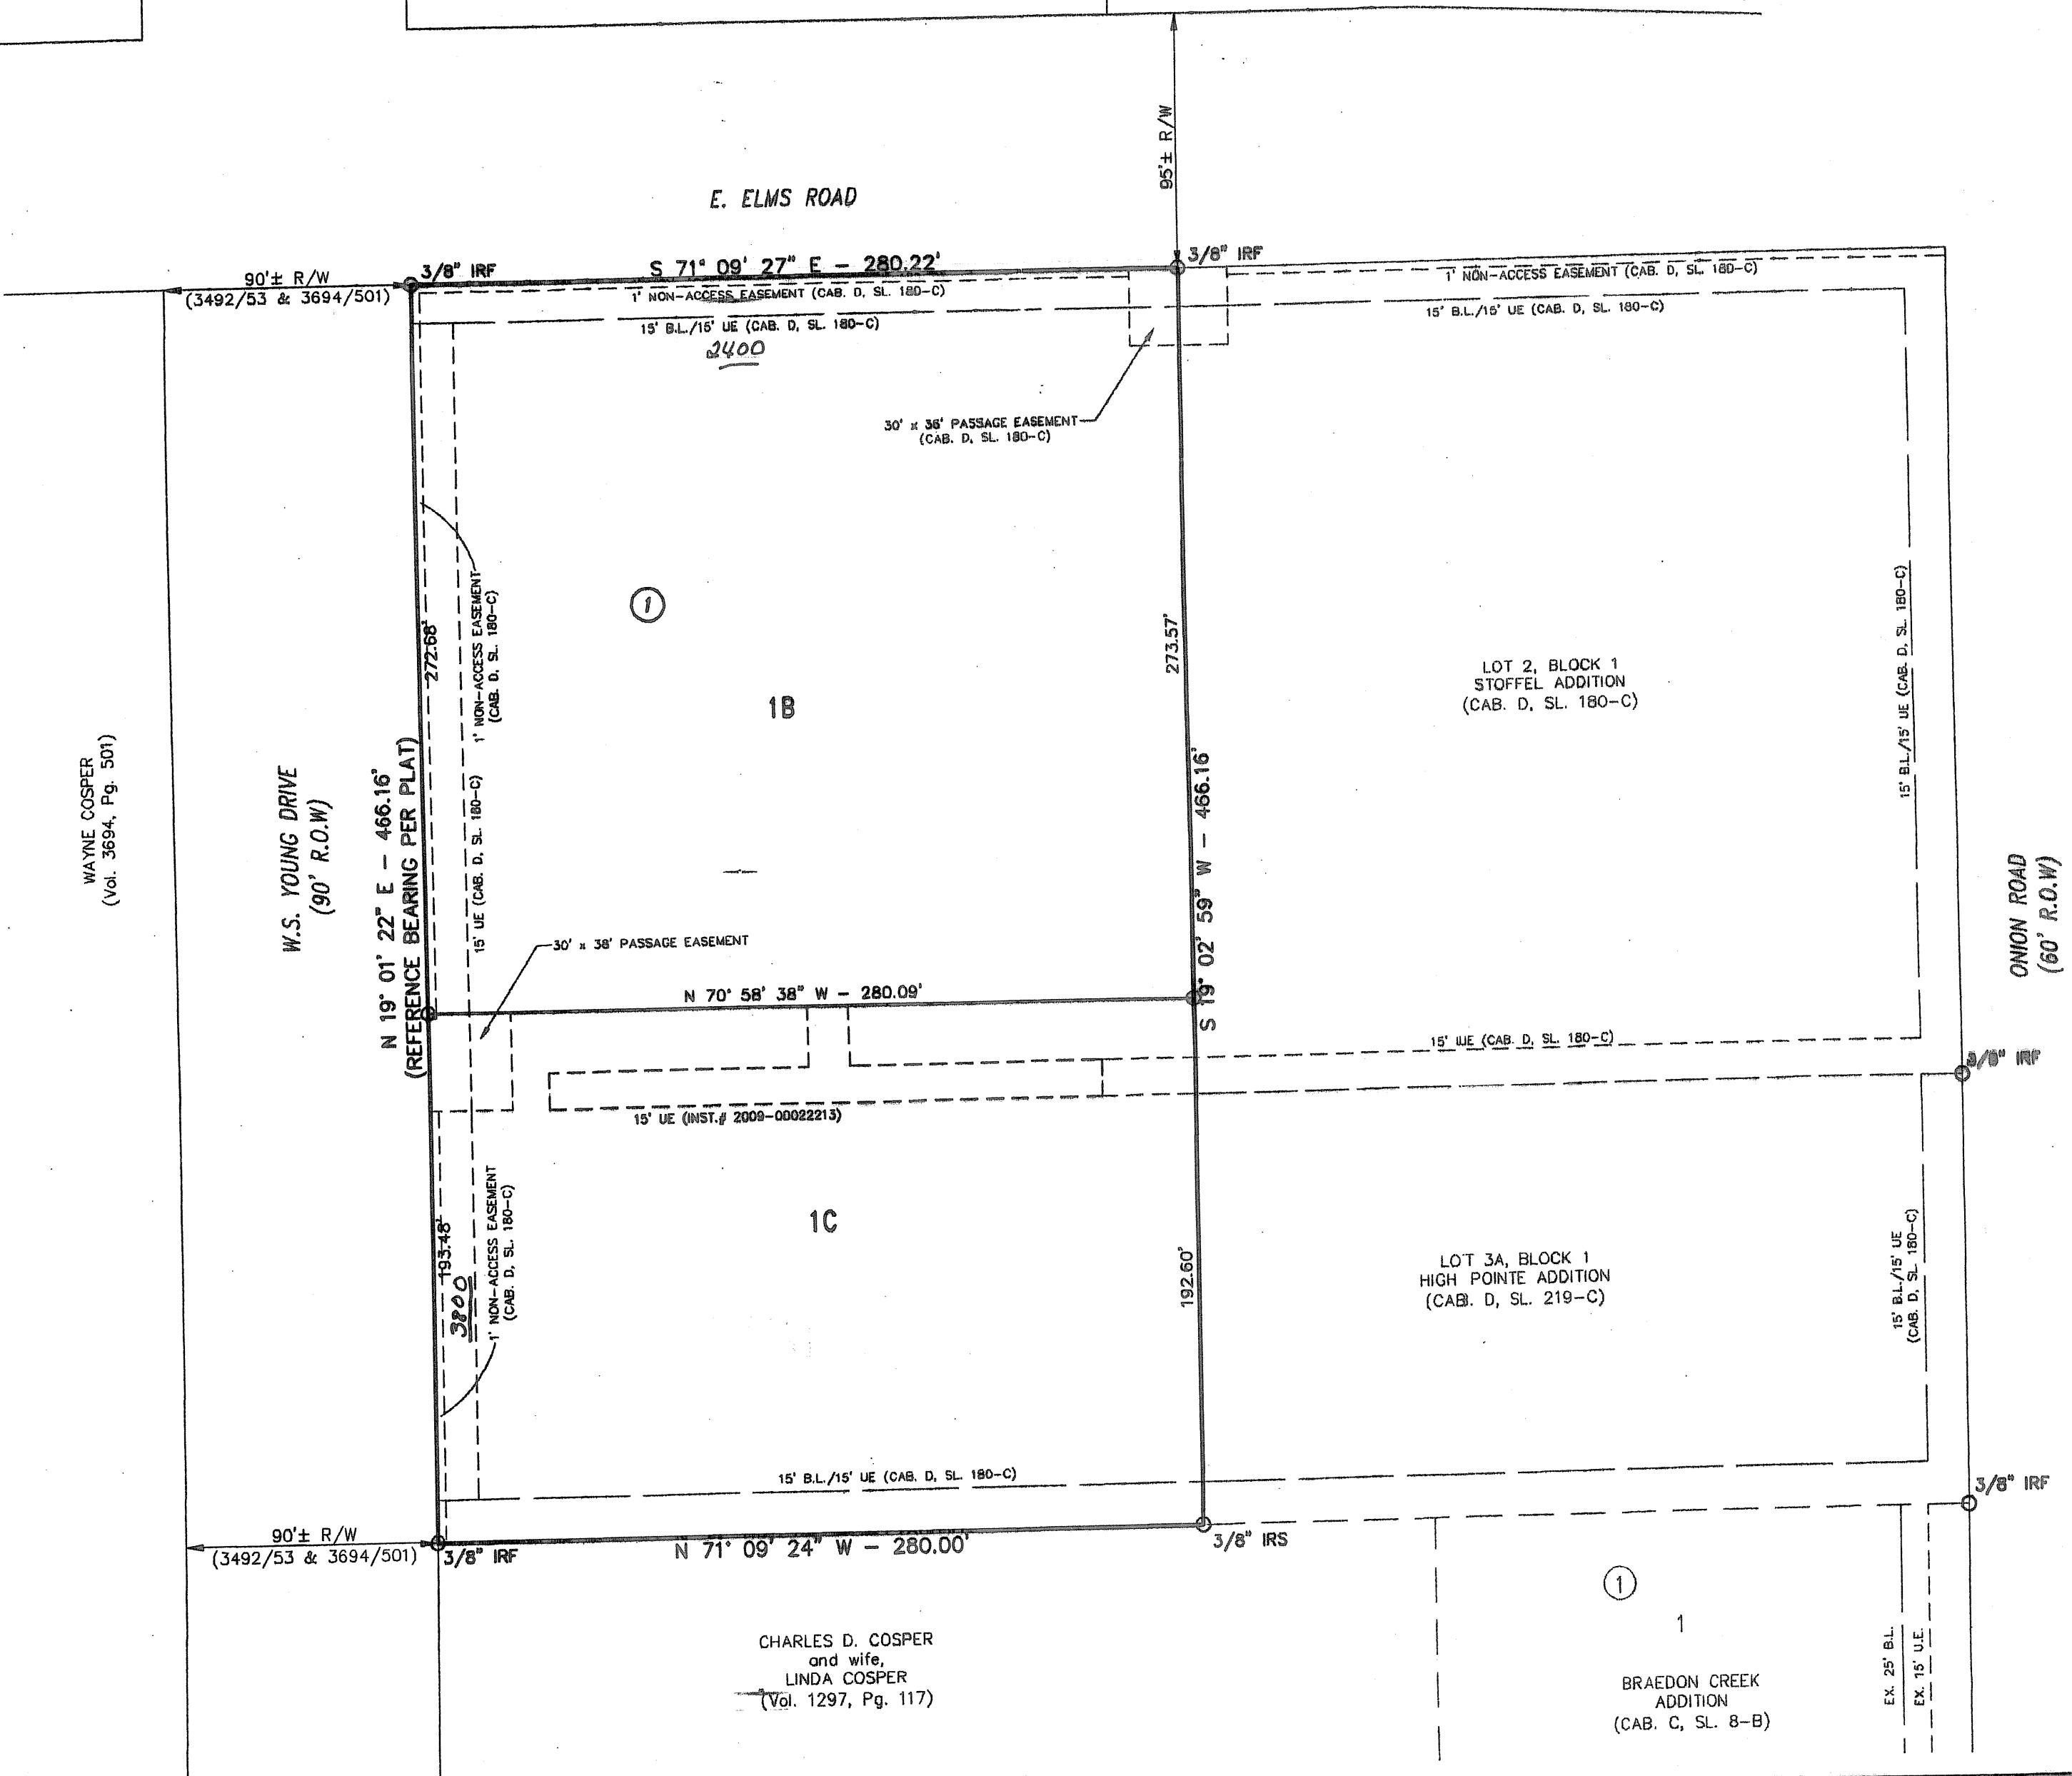 95'± R/W
E. ELMS ROAD
90'± R/W
(3492/53 & 3694/501)
3/8" IRF
S 71° 09' 27" E - 280.22'
3/8" IRF
1' NON-ACCESS EASEMENT (CAB. D, SL. 180-C)
1' NON-ACCESS EASEMENT (CAB. D, SL. 180-C)
15' B.L./15' UE (CAB. D, SL. 180-C)
15' B.L./15' UE (CAB. D, SL. 180-C)
2400
30' x 36' PASSAGE EASEMENT
(CAB. D, SL. 180-C)
1
1' NON-ACCESS EASEMENT
(CAB. D, SL. 180-C)
272.68'
273.57'
1B
LOT 2, BLOCK 1
STOFFEL ADDITION
(CAB. D, SL. 180-C)
15' B.L./15' UE (CAB. D, SL. 180-C)
WAYNE COSPER
(Vol. 3694, Pg. 501)
W.S. YOUNG DRIVE
(90' R.O.W)
N 19° 01' 22" E - 466.16'
(REFERENCE BEARING PER PLAT)
15' UE (CAB. D, SL. 180-C)
S 19° 02' 59" W - 466.16'
ONION ROAD
(60' R.O.W)
30' x 38' PASSAGE EASEMENT
N 70° 58' 38" W - 280.09'
15' UE (CAB. D, SL. 180-C)
3/8" IRF
15' UE (INST.# 2009-00022213)
193.48'
3800
1' NON-ACCESS EASEMENT
(CAB. D, SL. 180-C)
1C
192.60'
LOT 3A, BLOCK 1
HIGH POINTE ADDITION
(CAB. D, SL. 219-C)
15' B.L./15' UE
(CAB. D, SL. 180-C)
15' B.L./15' UE (CAB. D, SL. 180-C)
3/8" IRF
90'± R/W
(3492/53 & 3694/501)
3/8" IRF
N 71° 09' 24" W - 280.00'
3/8" IRS
1
1
CHARLES D. COSPER
and wife,
LINDA COSPER
(Vol. 1297, Pg. 117)
BRAEDON CREEK
ADDITION
(CAB. C, SL. 8-B)
EX. 25' B.L.
EX. 15' U.E.